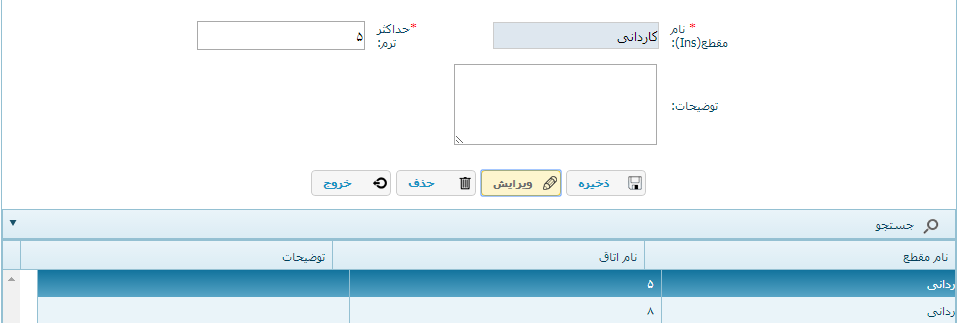 * نام مقطع(Ins):
کاردانی
*حداکثر ترم:
۵
توضیحات:
ذخیره
ویرایش
حذف
خروج
جستجو
نام مقطع
نام اتاق
توضیحات
ردانی
۵
ردانی
۸